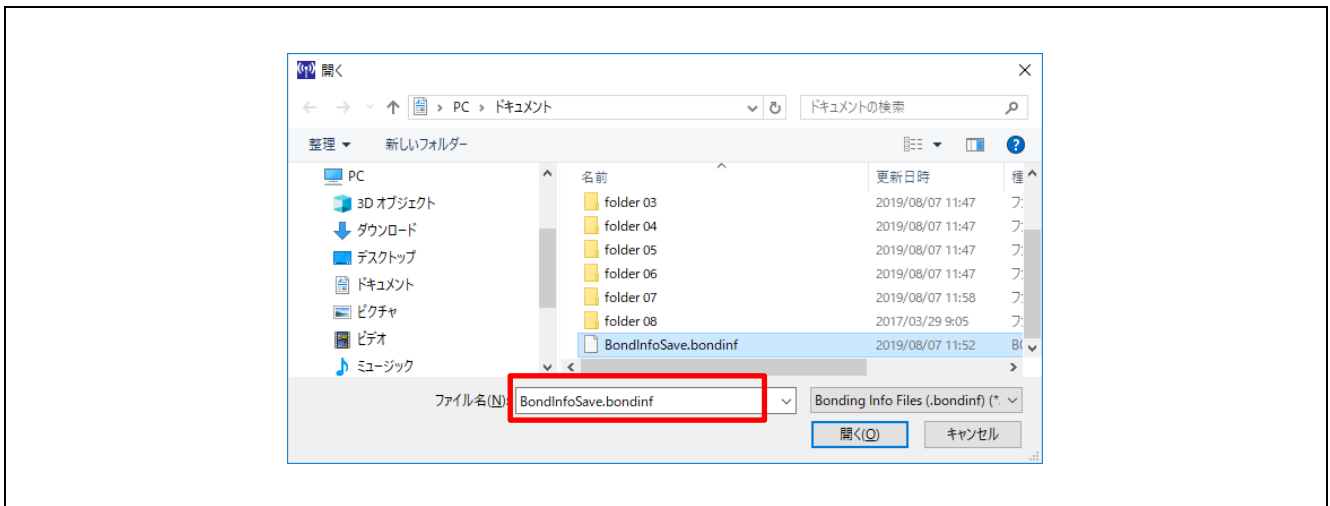 開く
PC › ドキュメント
ドキュメントの検索
整理 ▼ 新しいフォルダー
PC
3D オブジェクト
ダウンロード
デスクトップ
ドキュメント
ピクチャ
ビデオ
ミュージック
名前 更新日時 種
folder 03 2019/08/07 11:47
folder 04 2019/08/07 11:47
folder 05 2019/08/07 11:47
folder 06 2019/08/07 11:47
folder 07 2019/08/07 11:58
folder 08 2017/03/29 9:05
BondInfoSave.bondinf 2019/08/07 11:52
ファイル名(N): BondInfoSave.bondinf
Bonding Info Files (.bondinf) (*.
開く(O) キャンセル